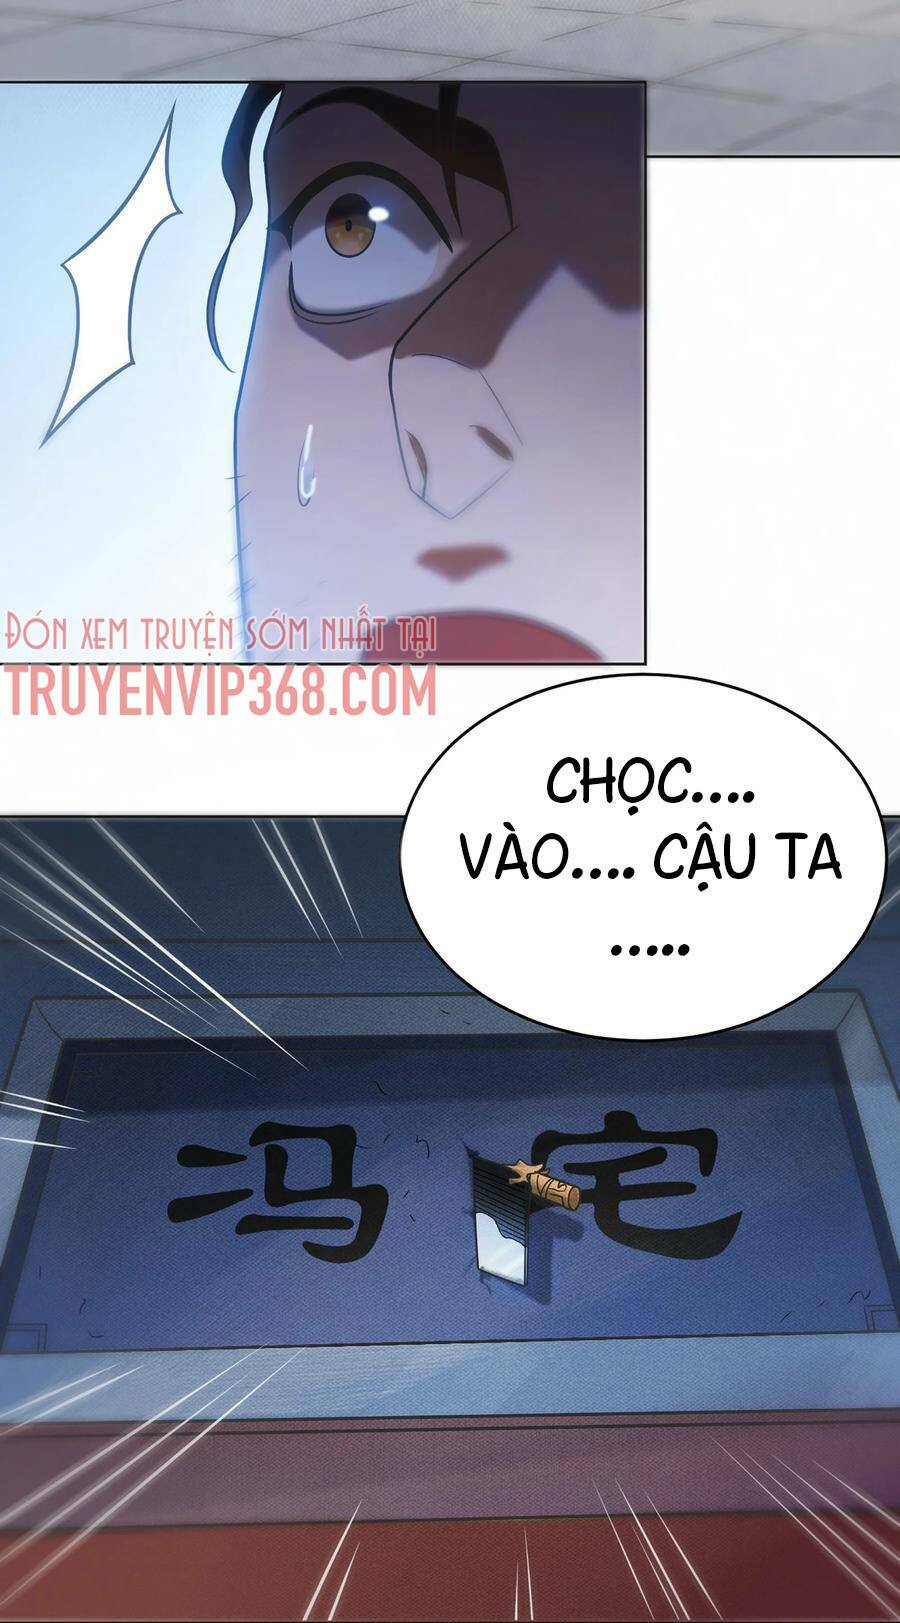 ĐÓN XEM TRUYỆN SỚM NHẤT TẠI
TRUYENVIP368.COM
CHỌC....
VÀO.... CẬU TA
.....
冯宅